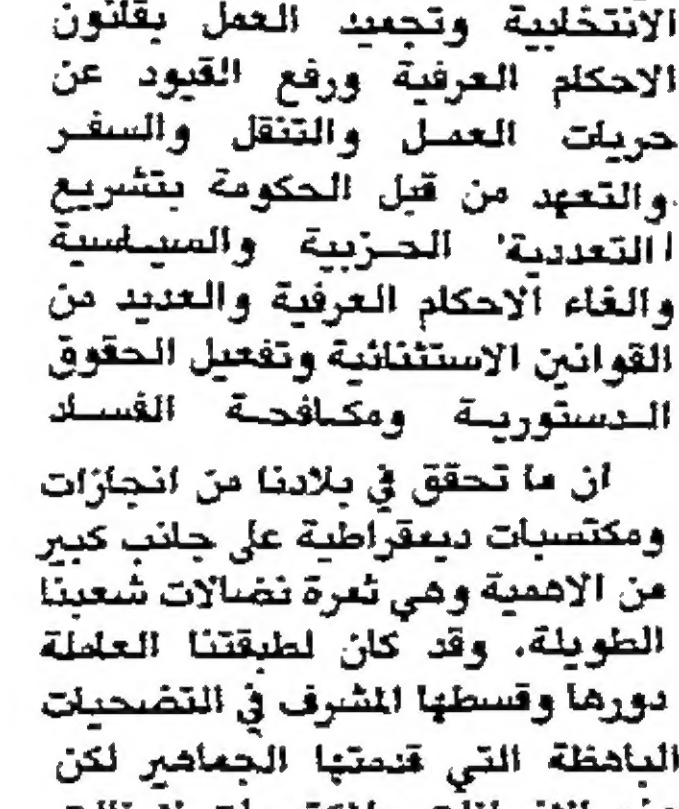 الانتخابية وتجميد العمل بقانون
الاحكام العرفية ورفع القيود عن
حريات العمل والتنقل والسفر
والتعهد من قبل الحكومة بتشريع
التعددية الحزبية والسياسية
والغاء الاحكام العرفية والعديد من
القوانين الاستثنائية وتفعيل الحقوق
الدستورية ومكافحة الفساد
ان ما تحقق في بلادنا من انجازات
ومكتسبات ديمقراطية على جانب كبير
من الاهمية وهي ثمرة نضالات شعبنا
الطويلة. وقد كان لطبقتنا العاملة
دورها وقسطها المشرف في التضحيات
الباهظة التي قدمتها الجماهير لكن